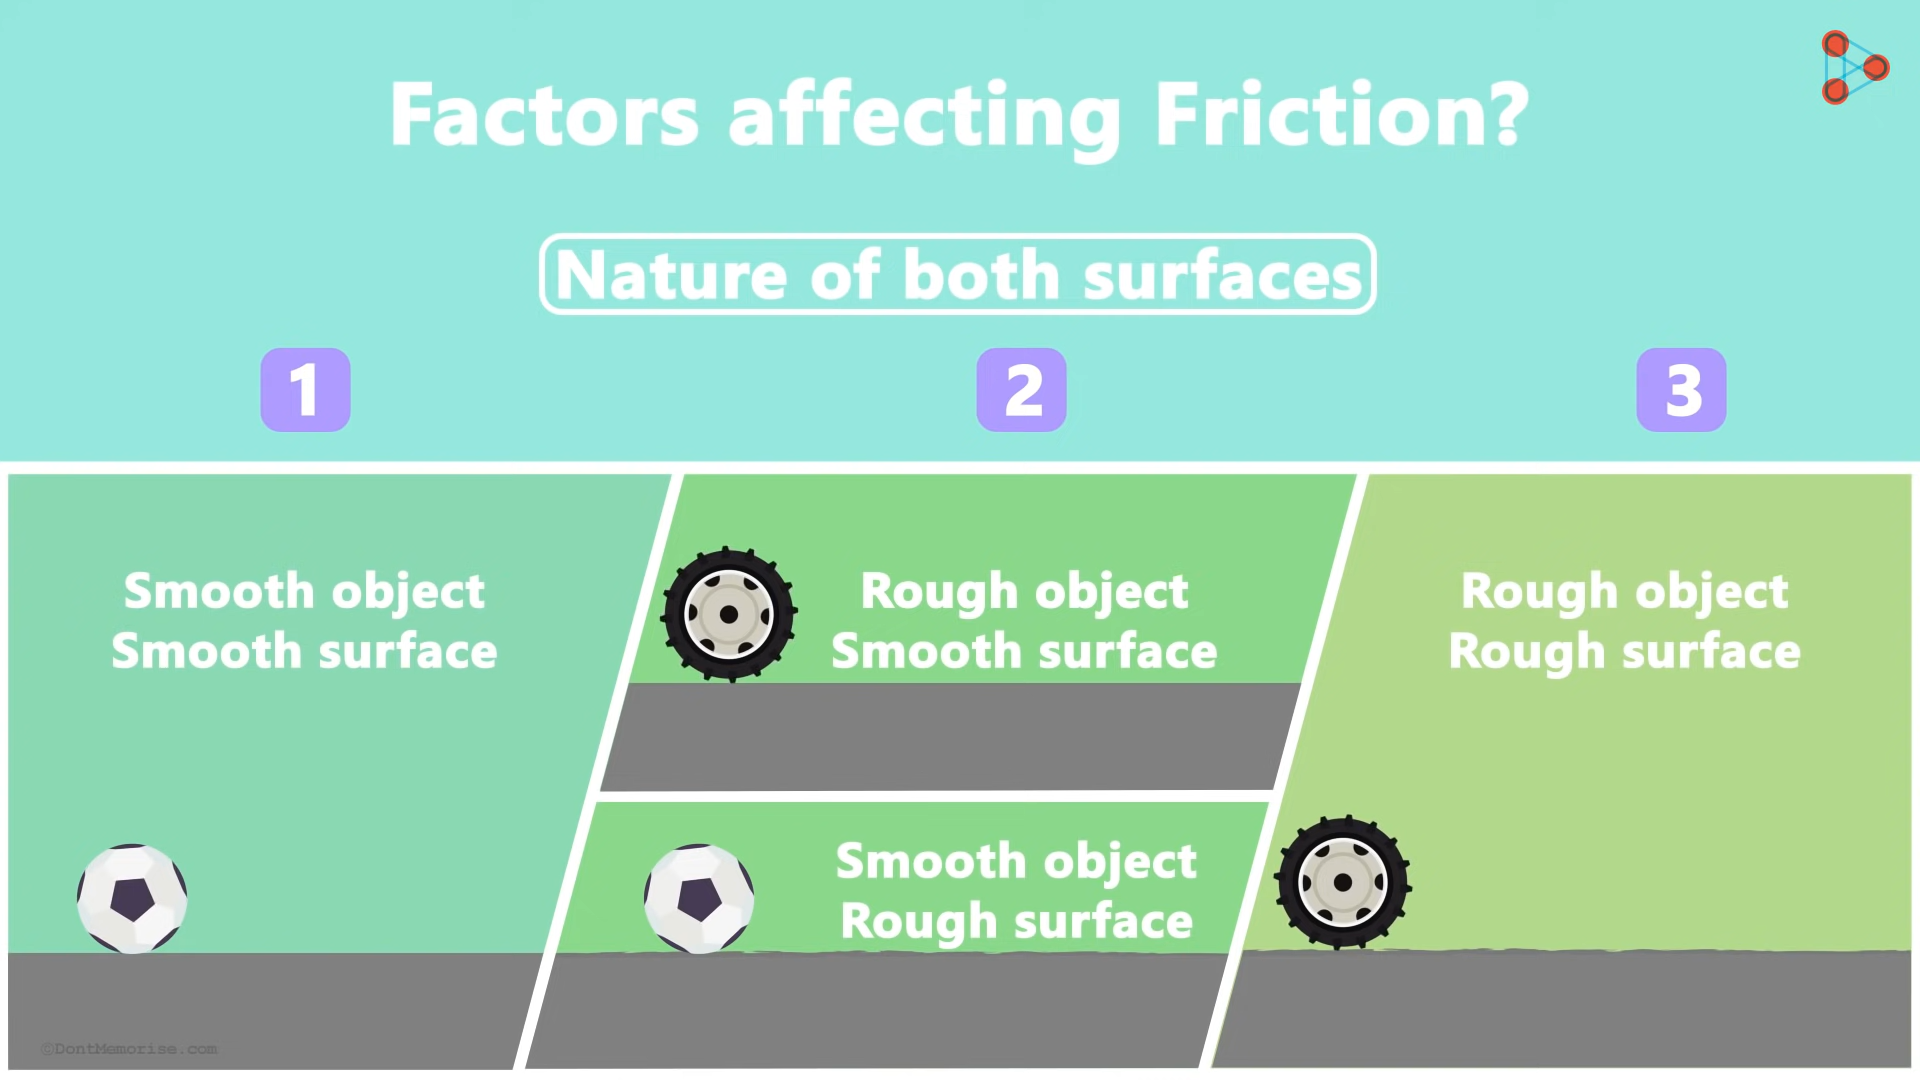 Factors affecting Friction?
Nature of both surfaces
1
2
3
Smooth object
Smooth surface
Rough object
Smooth surface
Smooth object
Rough surface
Rough object
Rough surface
©DontMemorise.com